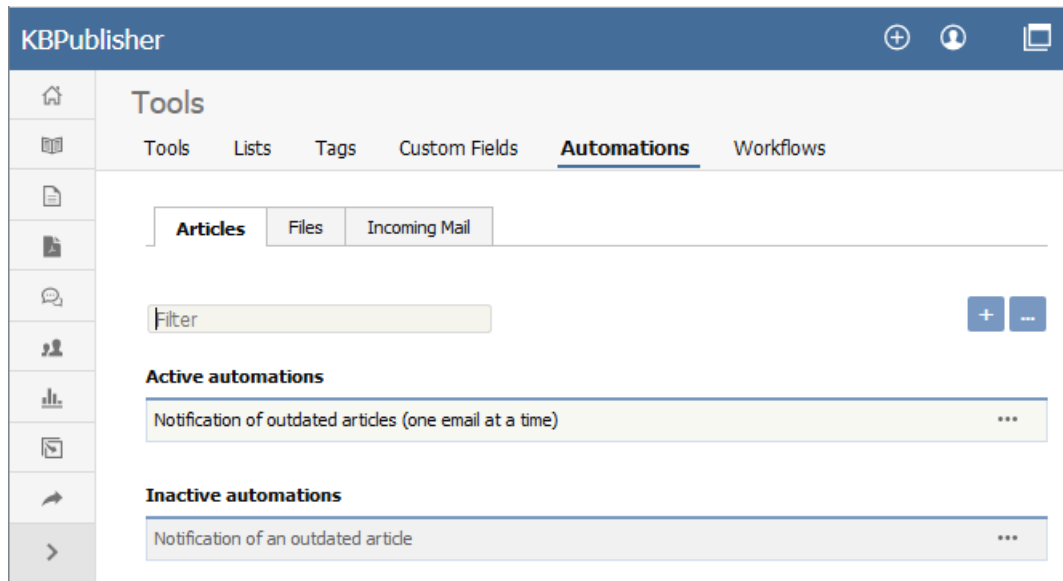 KBPublisher
Tools
Tools Lists Tags Custom Fields Automations Workflows
Articles Files Incoming Mail
Filter
+ ...
Active automations
Notification of outdated articles (one email at a time) ...
Inactive automations
Notification of an outdated article ...